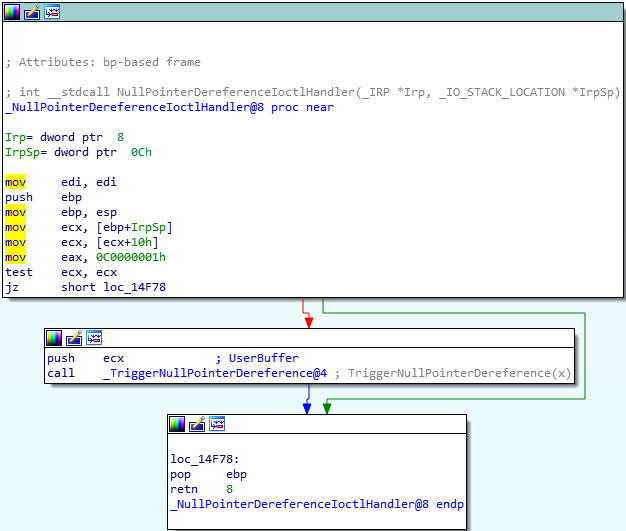 ; Attributes: bp-based frame
; int __stdcall NullPointerDereferenceIoctlHandler(_IRP *Irp, _IO_STACK_LOCATION *IrpSp)
_NullPointerDereferenceIoctlHandler@8 proc near
Irp= dword ptr  8
IrpSp= dword ptr  0Ch
mov     edi, edi
push    ebp
mov     ebp, esp
mov     ecx, [ebp+IrpSp]
mov     ecx, [ecx+10h]
mov     eax, 0C0000001h
test    ecx, ecx
jz      short loc_14F78
push    ecx             ; UserBuffer
call    _TriggerNullPointerDereference@4 ; TriggerNullPointerDereference(x)
loc_14F78:
pop     ebp
retn    8
_NullPointerDereferenceIoctlHandler@8 endp